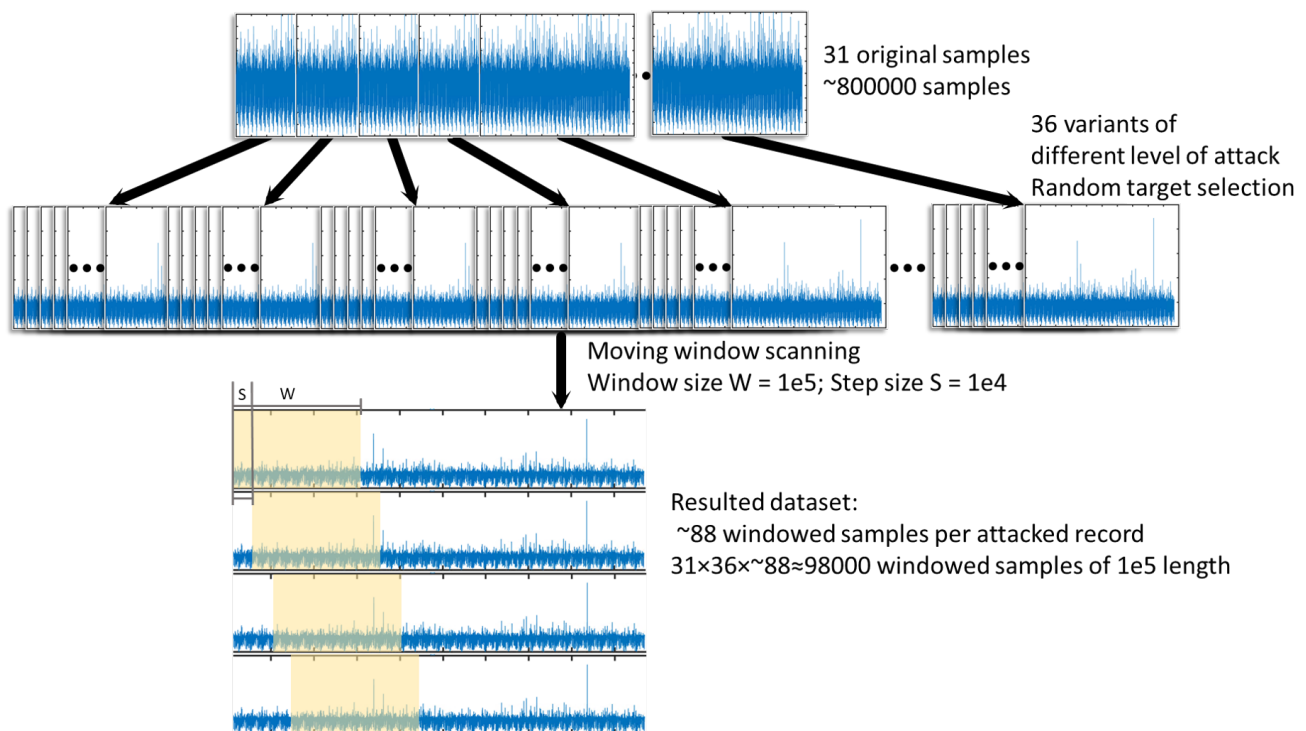 31 original samples
~800000 samples
36 variants of
different level of attack
Random target selection
Moving window scanning
Window size W = 1e5; Step size S = 1e4
S W
Resulted dataset:
~88 windowed samples per attacked record
31×36×~88≈98000 windowed samples of 1e5 length